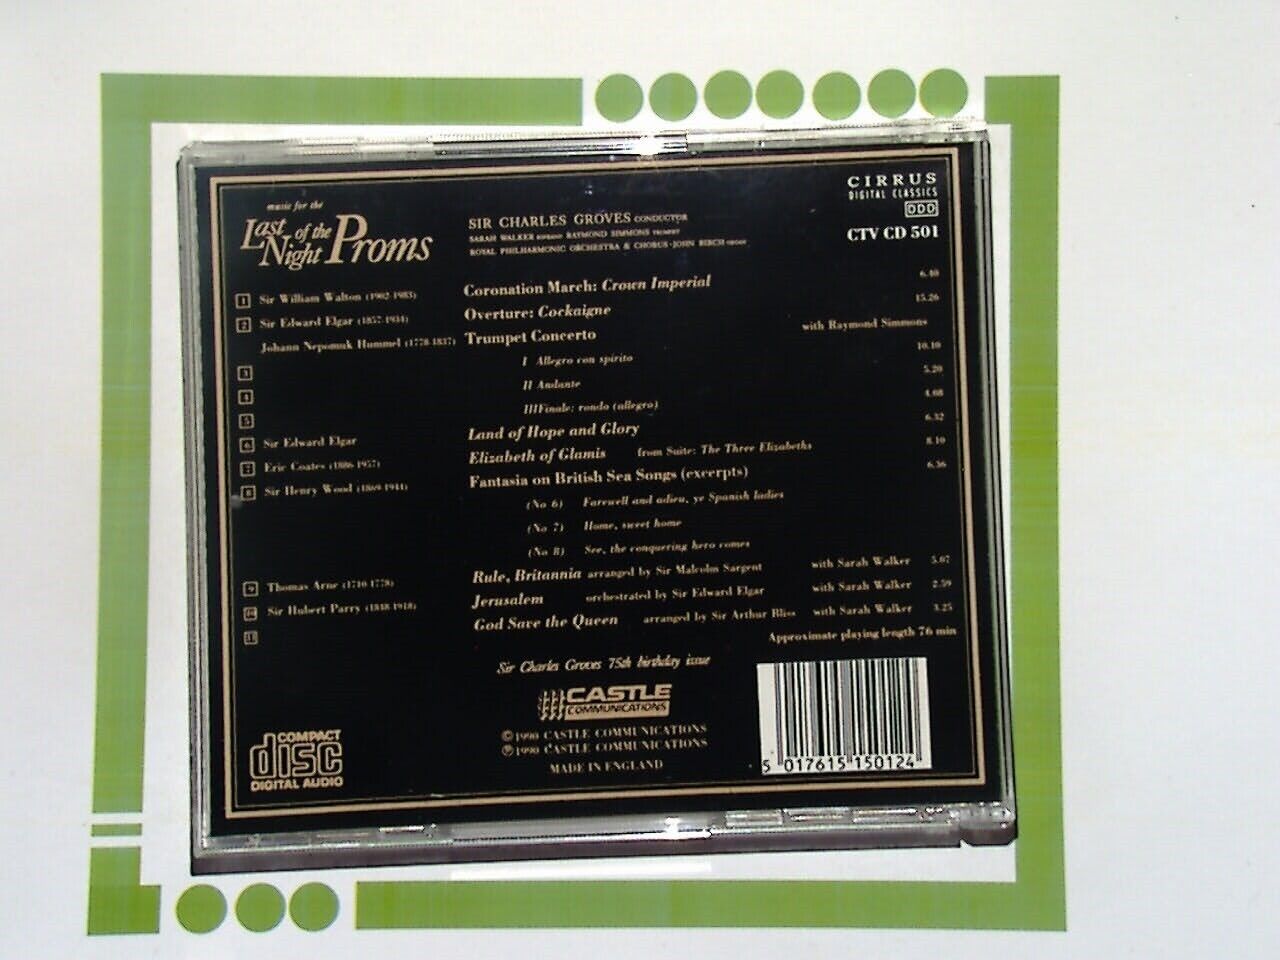 music for the
Last Night of the Proms
SIR CHARLES GROVES CONDUCTOR
SARAH WALKER SOPRANO RAYMOND SIMMONS TRUMPET
ROYAL PHILHARMONIC ORCHESTRA & CHORUS · JOHN BIRCH ORGAN
CIRRUS
DIGITAL CLASSICS
DDD
CTV CD 501
1 Sir William Walton (1902-1983) Coronation March: Crown Imperial 6.40
2 Sir Edward Elgar (1857-1934) Overture: Cockaigne 15.26
Johann Nepomuk Hummel (1778-1837) Trumpet Concerto with Raymond Simmons
3 I Allegro con spirito 10.10
4 II Andante 5.20
5 III Finale: rondo (allegro) 4.08
6 Sir Edward Elgar Land of Hope and Glory 6.32
7 Eric Coates (1886-1957) Elizabeth of Glamis from Suite: The Three Elizabeths 8.10
8 Sir Henry Wood (1869-1944) Fantasia on British Sea Songs (excerpts) 6.36
(No 6) Farewell and adieu, ye Spanish ladies
(No 7) Home, sweet home
(No 8) See, the conquering hero comes
9 Thomas Arne (1710-1778) Rule, Britannia arranged by Sir Malcolm Sargent with Sarah Walker 5.07
10 Sir Hubert Parry (1848-1918) Jerusalem orchestrated by Sir Edward Elgar with Sarah Walker 2.59
11 God Save the Queen arranged by Sir Arthur Bliss with Sarah Walker 3.25
Approximate playing length 76 min
Sir Charles Groves 75th birthday issue
CASTLE
COMMUNICATIONS
© 1990 CASTLE COMMUNICATIONS
℗ 1990 CASTLE COMMUNICATIONS
MADE IN ENGLAND
COMPACT
disc
DIGITAL AUDIO
5 017615 150124